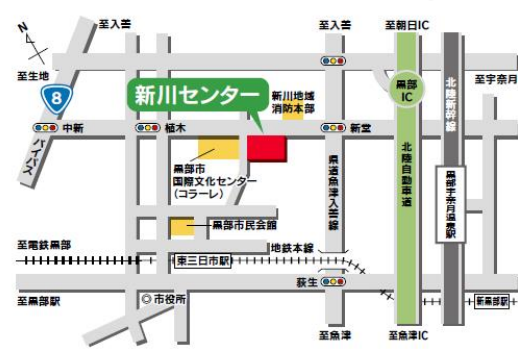 N
至入善
至入善
至朝日IC
至生地
8
黒部
IC
北陸新幹線
至宇奈月
新川センター
新川地域
消防本部
中新
植木
新堂
バイパス
黒部市
国際文化センター
(コラーレ)
県道魚津入善線
北陸自動車道
黒部宇奈月温泉駅
黒部市民会館
至電鉄黒部
地鉄本線
東三日市駅
荻生
至黒部駅
◎市役所
新黒部駅
至魚津
至魚津IC